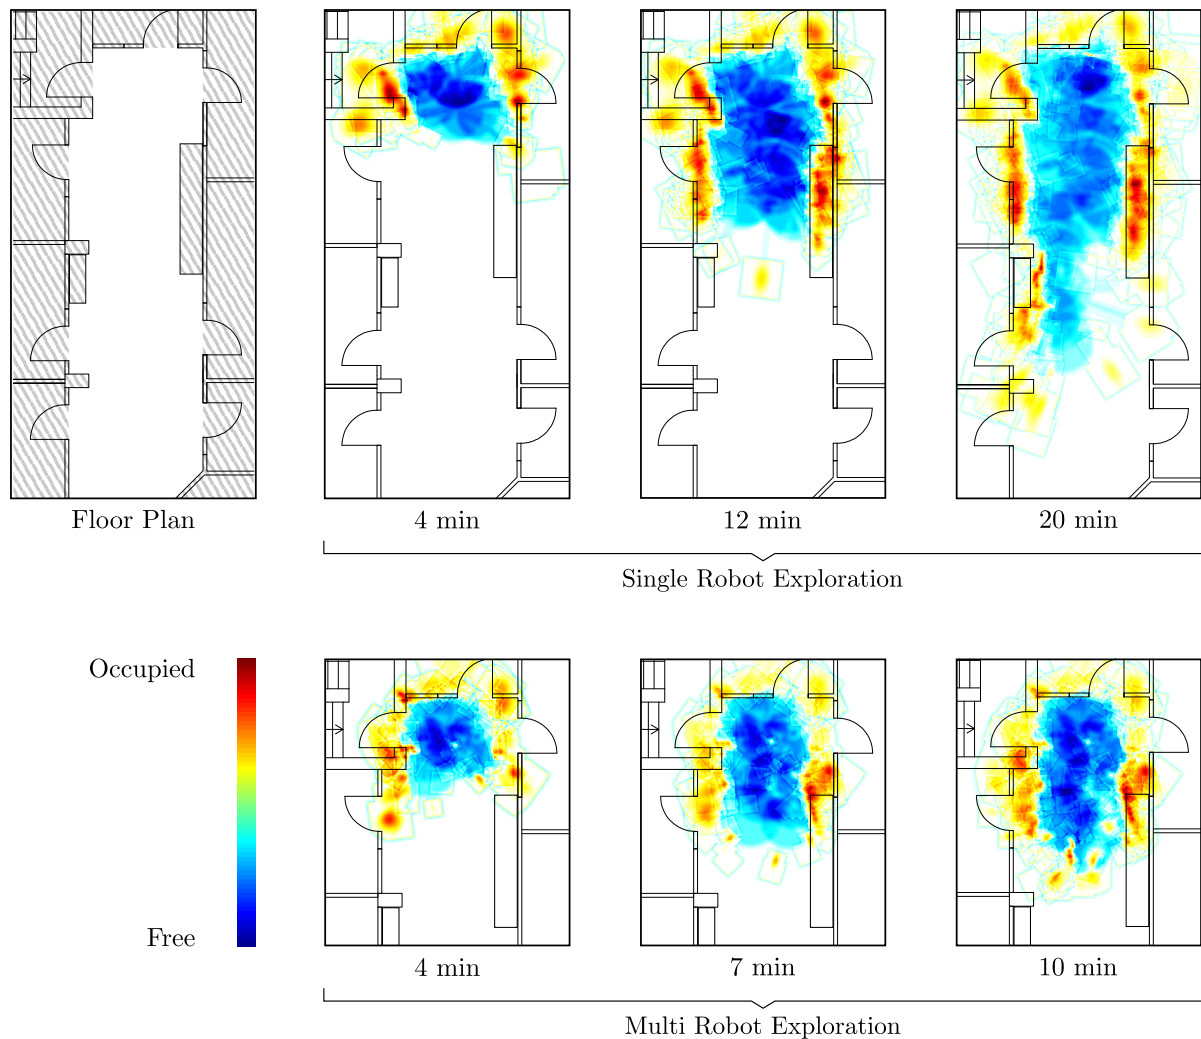 Floor Plan
4 min
12 min
20 min
Single Robot Exploration
Occupied
Free
4 min
7 min
10 min
Multi Robot Exploration